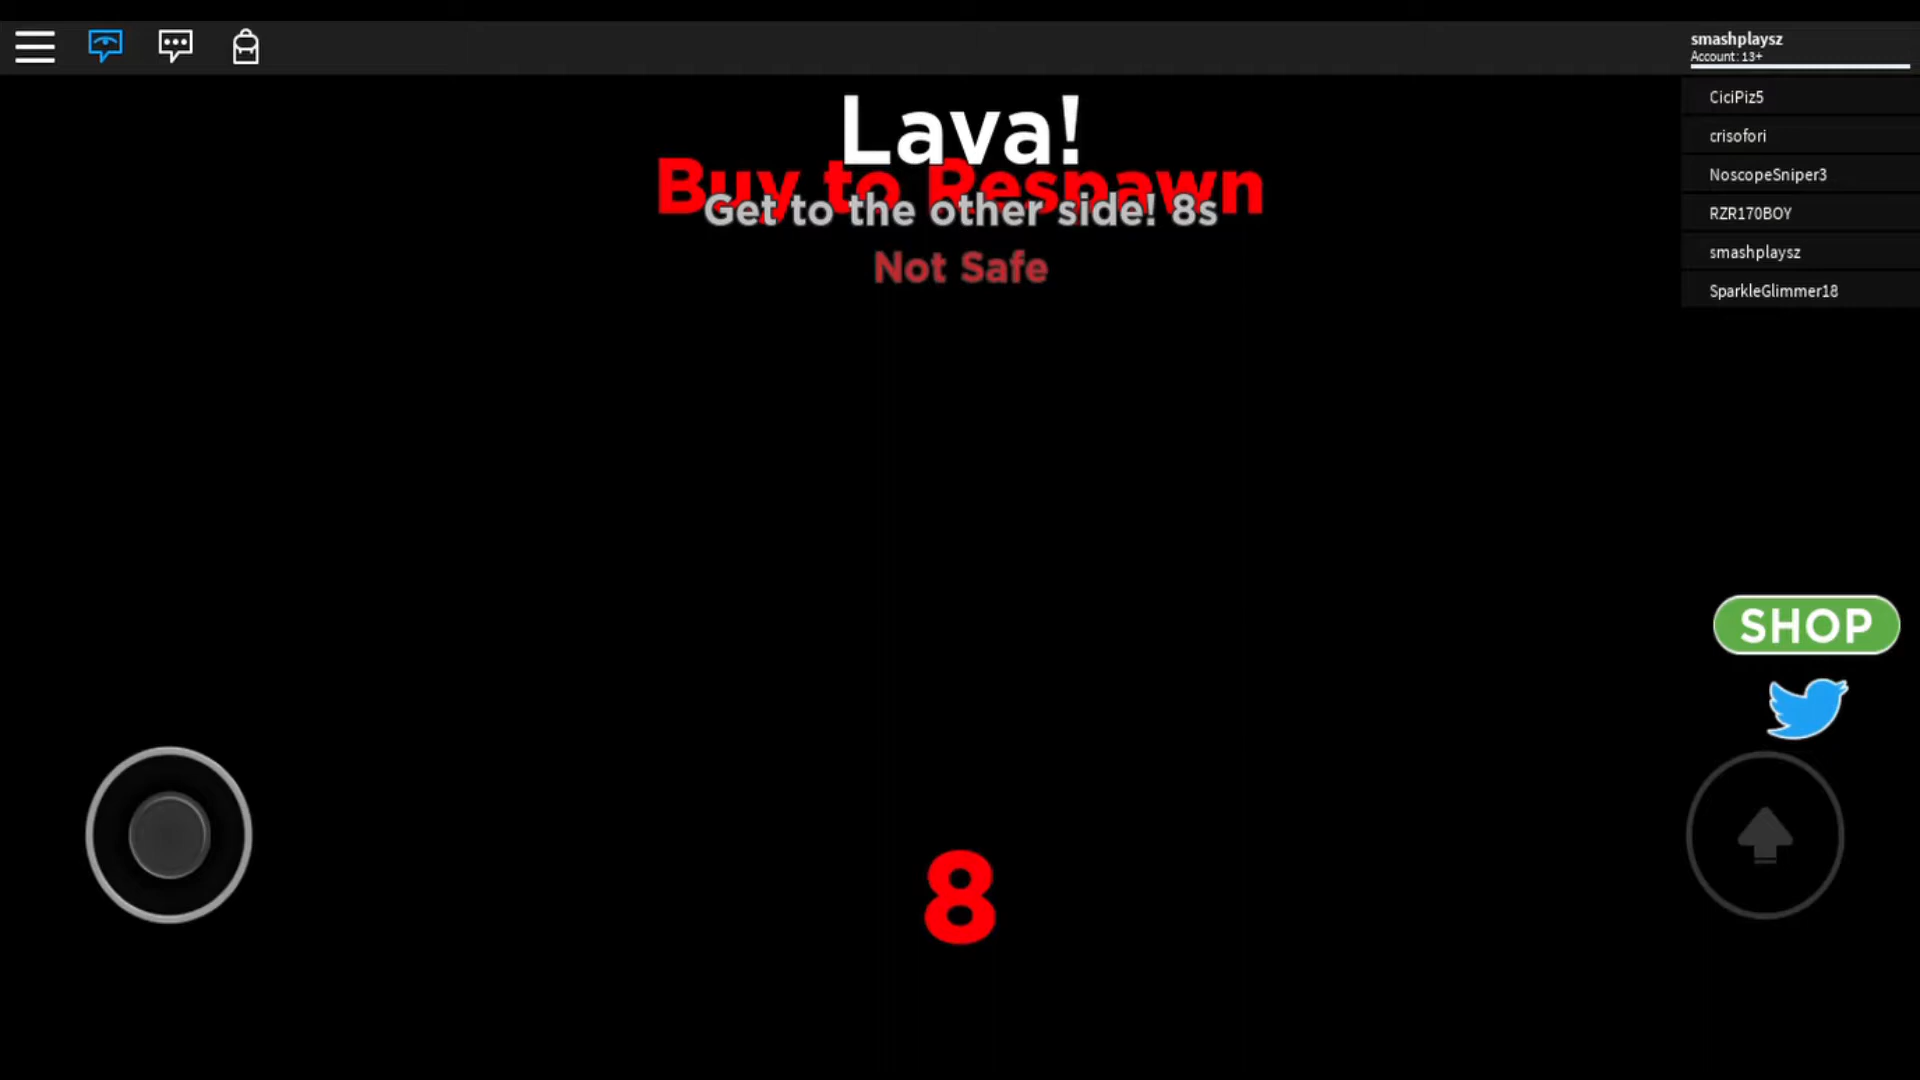 smashplaysz
Account: 13+
CiciPiz5
crisofori
NoscopeSniper3
RZR170BOY
smashplaysz
SparkleGlimmer18
Lava!
Buy to Respawn
Get to the other side! 8s
Not Safe
SHOP
8